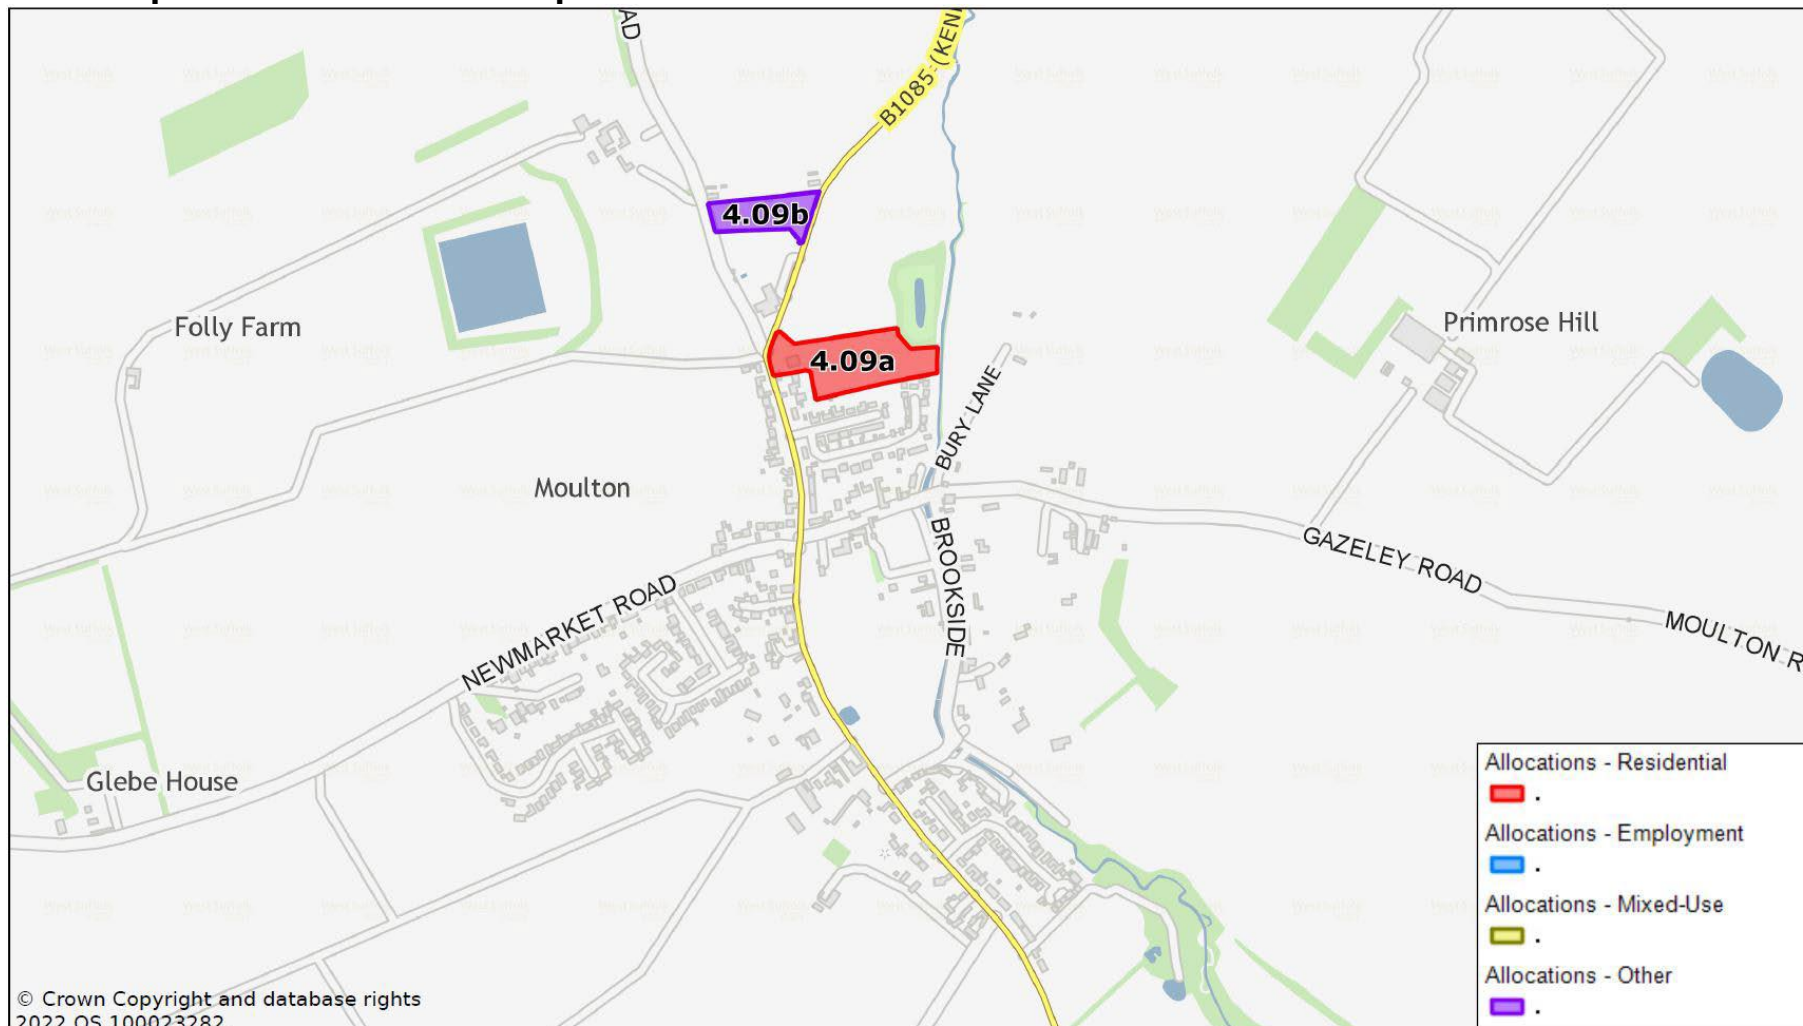 AD
B1085 (KEN
4.09b
Folly Farm
Primrose Hill
4.09a
BURY LANE
Moulton
BROOKSIDE
GAZELEY ROAD
NEWMARKET ROAD
MOULTON R
Glebe House
Allocations - Residential
.
Allocations - Employment
.
Allocations - Mixed-Use
.
Allocations - Other
.
© Crown Copyright and database rights
2022 OS 100023282